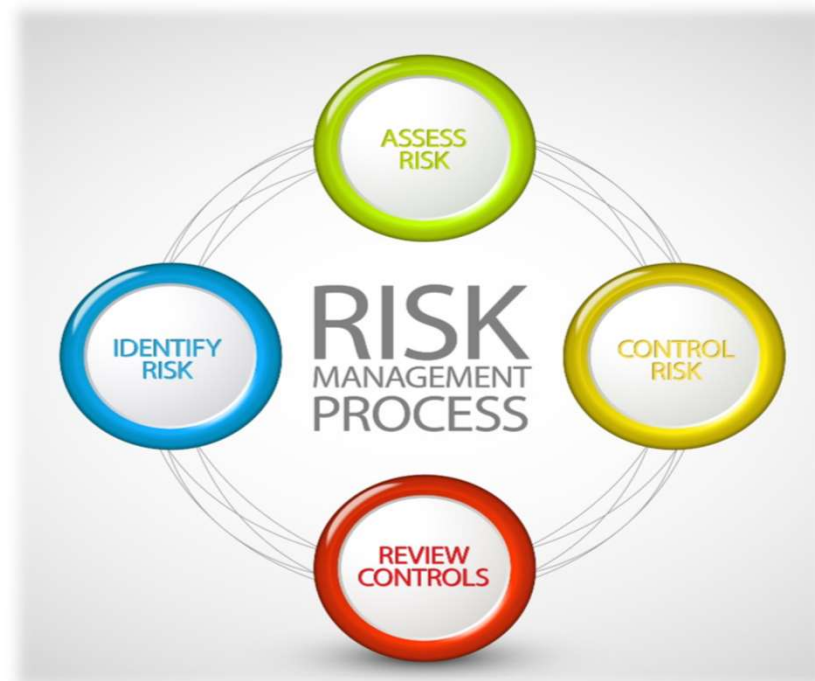 ASSESS
RISK
IDENTIFY
RISK
RISK
MANAGEMENT
PROCESS
CONTROL
RISK
REVIEW
CONTROLS